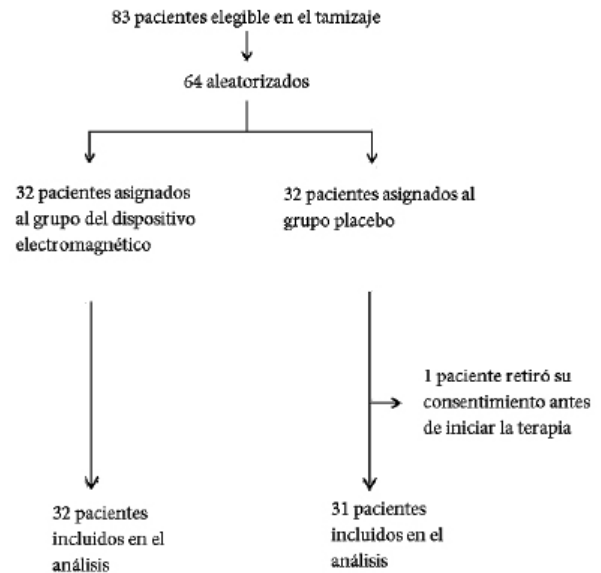 83 pacientes elegible en el tamizaje
64 aleatorizados
32 pacientes asignados
al grupo del dispositivo
electromagnético
32 pacientes asignados al
grupo placebo
1 paciente retiró su
consentimiento antes
de iniciar la terapia
32 pacientes
incluidos en el
análisis
31 pacientes
incluidos en el
análisis